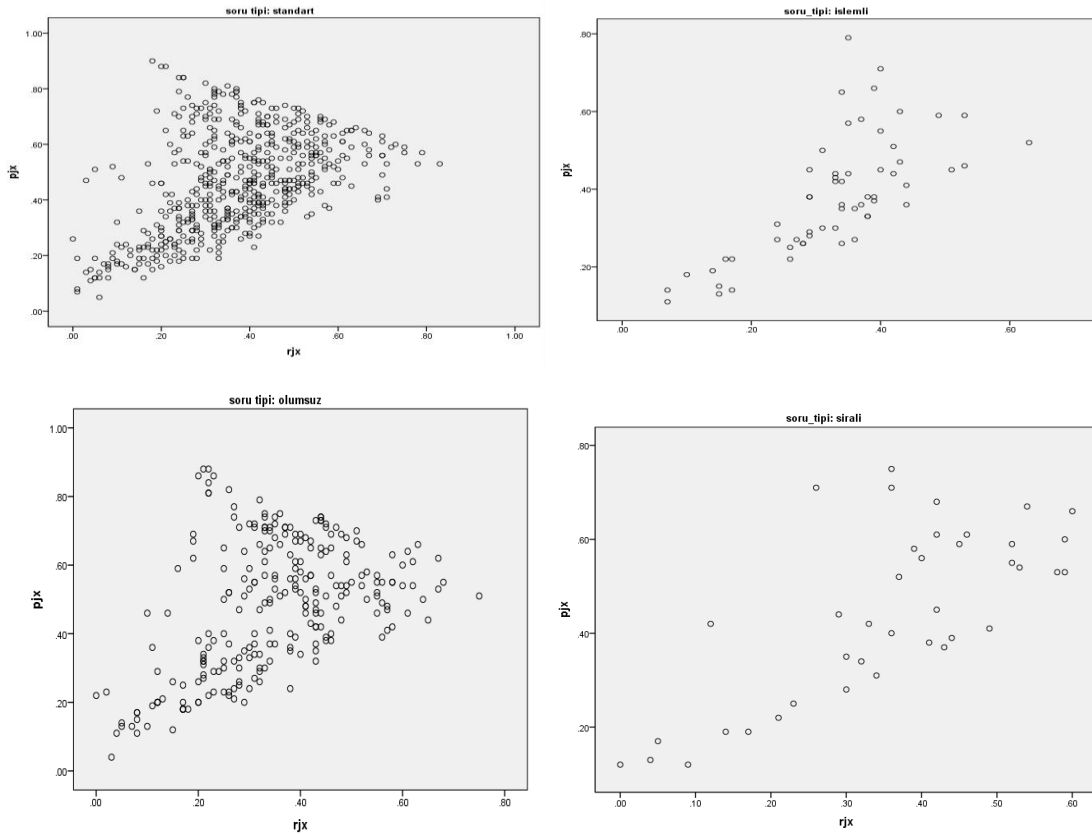 soru tipi: standart
1.00
.80
.60
.40
.20
.00
pjx
.00 .20 .40 .60 .80 1.00
rjx
soru_tipi: islemli
.80
.60
.40
.20
pjx
.00 .20 .40 .60
rjx
soru tipi: olumsuz
1.00
.80
.60
.40
.20
.00
pjx
.00 .20 .40 .60 .80
rjx
soru_tipi: sirali
.80
.60
.40
.20
pjx
.00 .10 .20 .30 .40 .50 .60
rjx